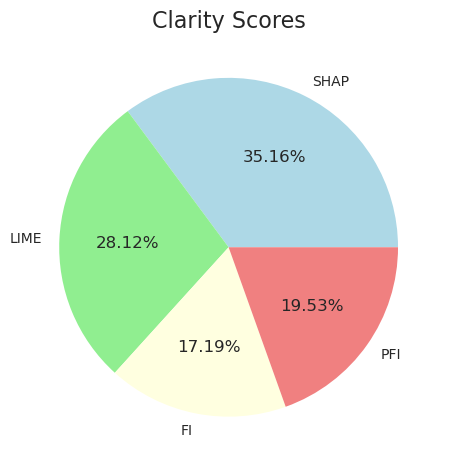 Clarity Scores
SHAP
35.16%
LIME
28.12%
19.53%
17.19%
PFI
FI